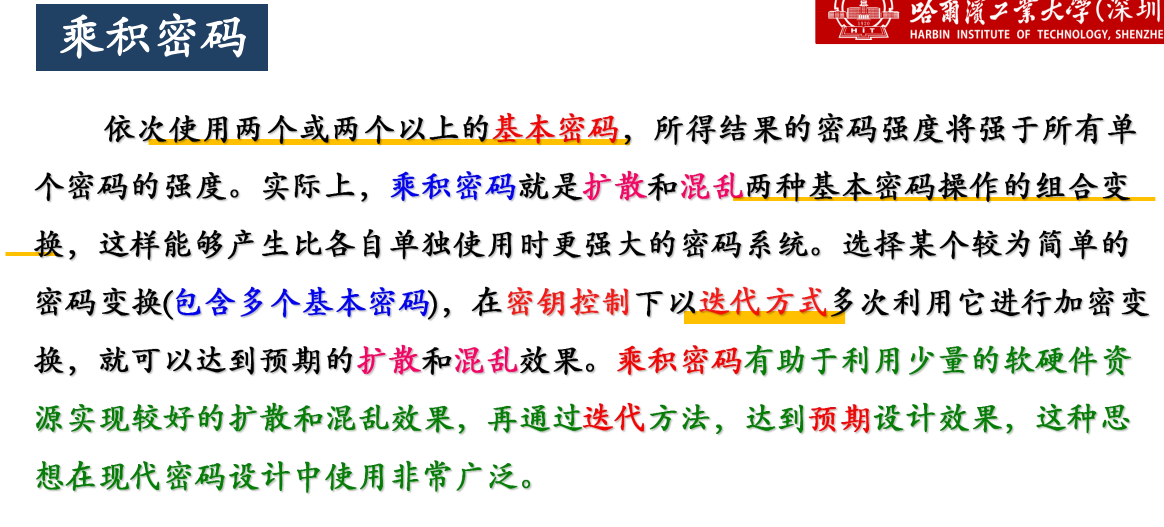 乘积密码
哈爾濱工業大學(深圳
HARBIN INSTITUTE OF TECHNOLOGY, SHENZHE
依次使用两个或两个以上的基本密码，所得结果的密码强度将强于所有单
个密码的强度。实际上，乘积密码就是扩散和混乱两种基本密码操作的组合变
换，这样能够产生比各自单独使用时更强大的密码系统。选择某个较为简单的
密码变换(包含多个基本密码)，在密钥控制下以迭代方式多次利用它进行加密变
换，就可以达到预期的扩散和混乱效果。乘积密码有助于利用少量的软硬件资
源实现较好的扩散和混乱效果，再通过迭代方法，达到预期设计效果，这种思
想在现代密码设计中使用非常广泛。